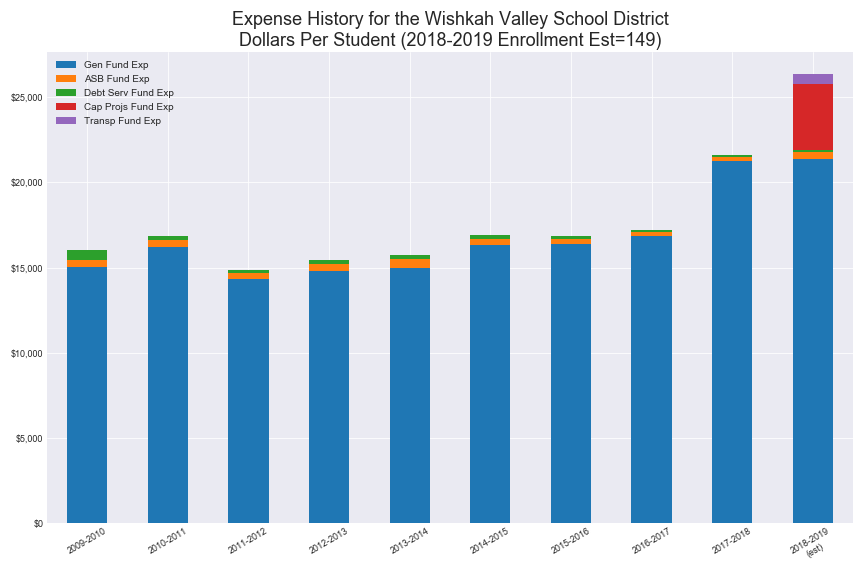 Expense History for the Wishkah Valley School District
Dollars Per Student (2018-2019 Enrollment Est=149)
Gen Fund Exp
ASB Fund Exp
Debt Serv Fund Exp
Cap Projs Fund Exp
Transp Fund Exp
$25,000
$20,000
$15,000
$10,000
$5,000
$0
2009-2010
2010-2011
2011-2012
2012-2013
2013-2014
2014-2015
2015-2016
2016-2017
2017-2018
2018-2019
(est)